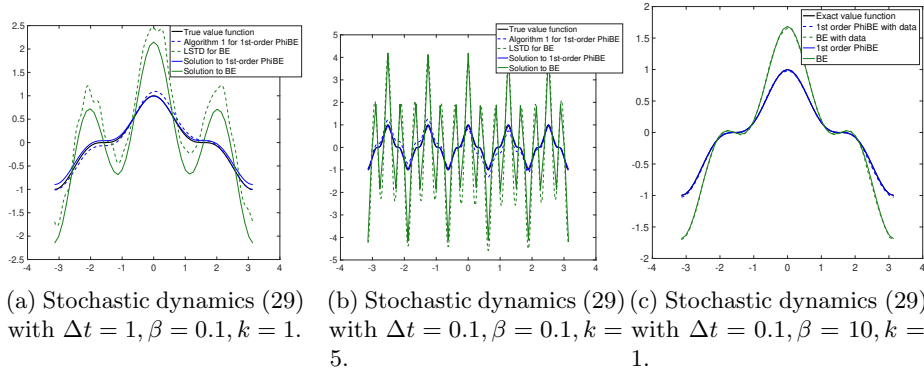 2.5
2
1.5
1
0.5
0
-0.5
-1
-1.5
-2
-2.5
-4
-3
-2
-1
0
1
2
3
4
True value function
Algorithm 1 for 1st-order PhiBE
LSTD for BE
Solution to 1st-order PhiBE
Solution to BE
5
4
3
2
1
0
-1
-2
-3
-4
-5
-4
-3
-2
-1
0
1
2
3
4
True value function
Algorithm 1 for 1st-order PhiBE
LSTD for BE
Solution to 1st-order PhiBE
Solution to BE
2
1.5
1
0.5
0
-0.5
-1
-1.5
-2
-4
-3
-2
-1
0
1
2
3
4
Exact value function
1st order PhiBE with data
BE with data
1st order PhiBE
BE
(a) Stochastic dynamics (29)
with Δt = 1, β = 0.1, k = 1.
(b) Stochastic dynamics (29)
with Δt = 0.1, β = 0.1, k =
5.
(c) Stochastic dynamics (29)
with Δt = 0.1, β = 10, k =
1.